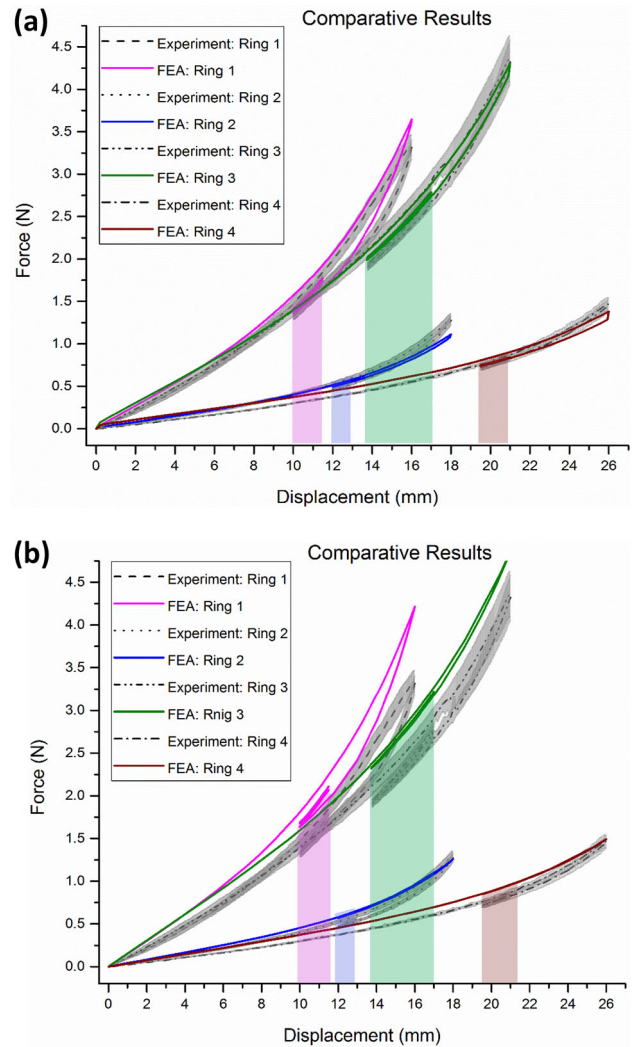 (a)
Comparative Results
4.5
4.0
3.5
3.0
2.5
2.0
1.5
1.0
0.5
0.0
Force (N)
Experiment: Ring 1
FEA: Ring 1
Experiment: Ring 2
FEA: Ring 2
Experiment: Ring 3
FEA: Ring 3
Experiment: Ring 4
FEA: Ring 4
0 2 4 6 8 10 12 14 16 18 20 22 24 26
Displacement (mm)
(b)
Comparative Results
4.5
4.0
3.5
3.0
2.5
2.0
1.5
1.0
0.5
0.0
Force (N)
Experiment: Ring 1
FEA: Ring 1
Experiment: Ring 2
FEA: Ring 2
Experiment: Ring 3
FEA: Rnig 3
Experiment: Ring 4
FEA: Ring 4
0 2 4 6 8 10 12 14 16 18 20 22 24 26
Displacement (mm)